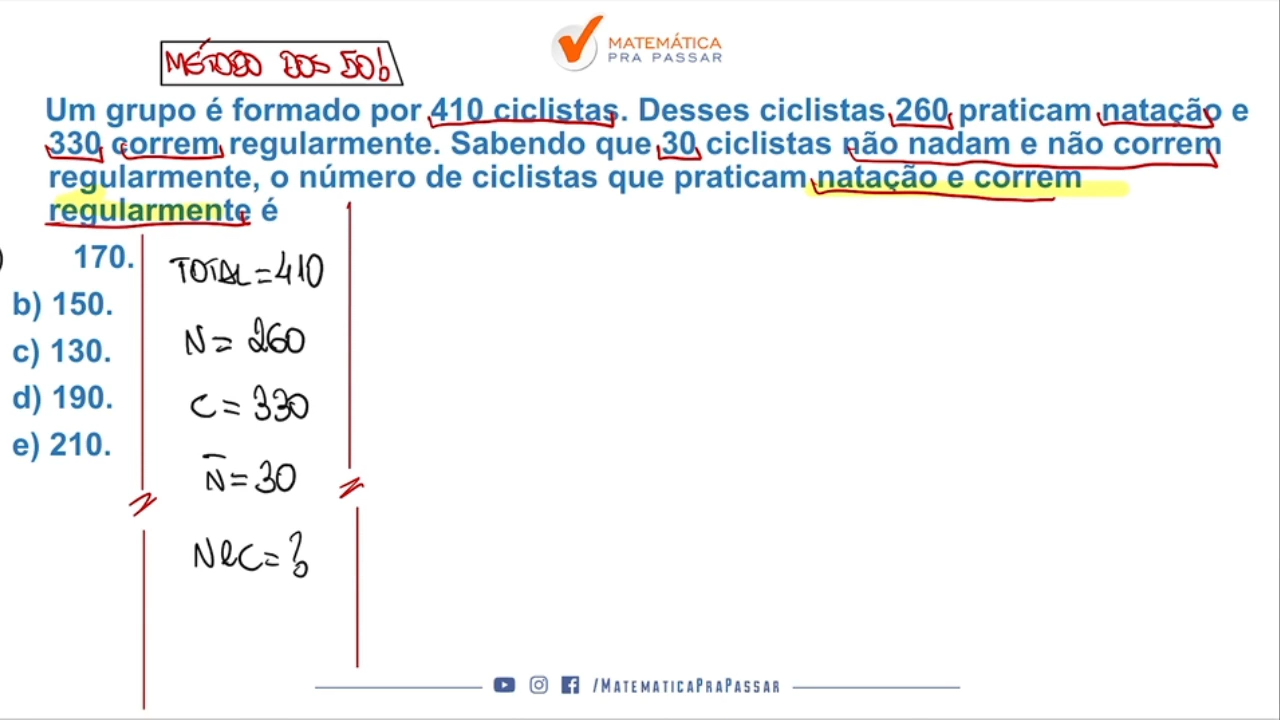 MATEMÁTICA
PRA PASSAR
MÉTODO DOS 50!
Um grupo é formado por 410 ciclistas. Desses ciclistas 260 praticam natação e
330 correm regularmente. Sabendo que 30 ciclistas não nadam e não correm
regularmente, o número de ciclistas que praticam natação e correm
regularmente é
) 170.
b) 150.
c) 130.
d) 190.
e) 210.
TOTAL = 410
N = 260
C = 330
N̅ = 30
NeC = ?
/MatematicaPraPassar